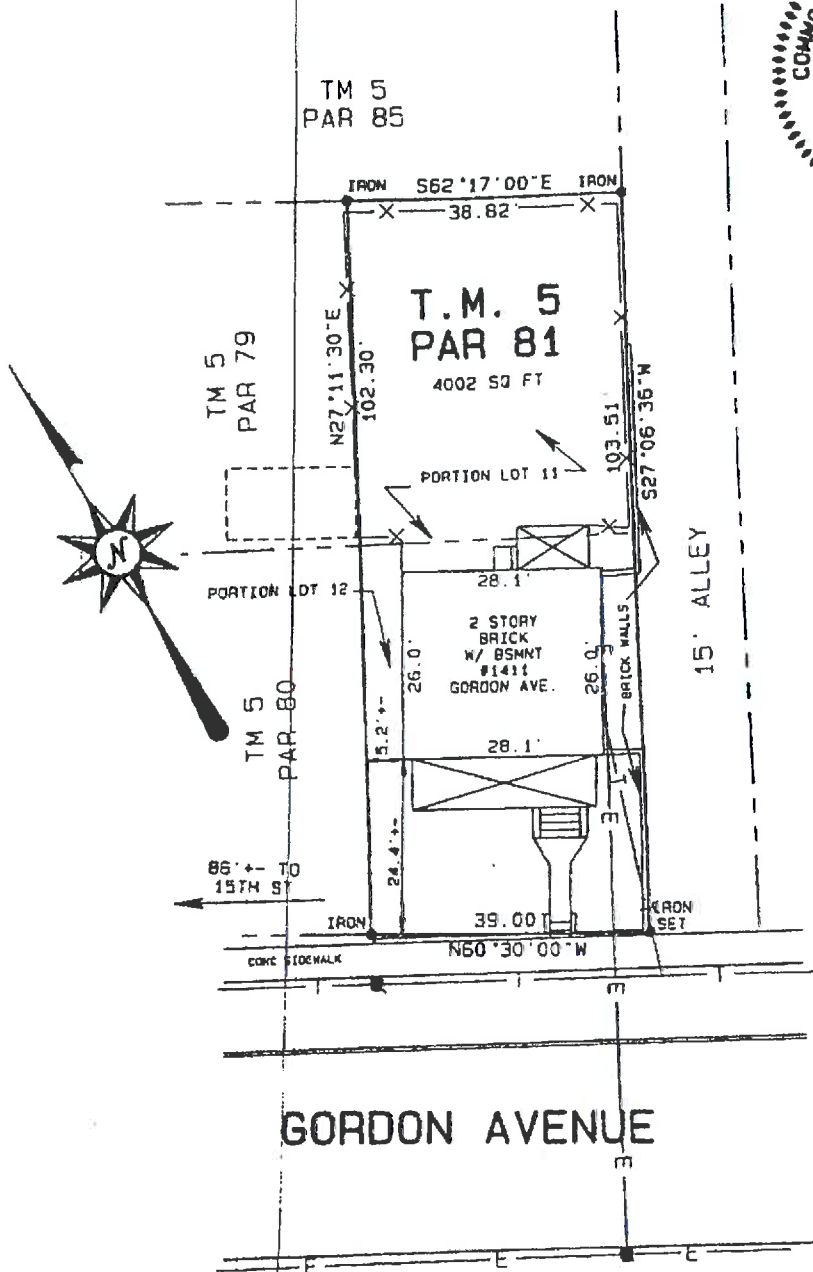 COMMO
TM 5
PAR 85
IRON
S62°17'00"E
IRON
38.82'
T.M. 5
PAR 81
4002 SQ FT
TM 5
PAR 79
N27°11'30"E
102.30'
103.51
S27°06'36"W
PORTION LOT 11
N
PORTION LOT 12
28.1'
2 STORY
BRICK
W/ BSMNT
#1411
GORDON AVE.
26.0'
26.0'
BRICK WALLS
15' ALLEY
TM 5
PAR 80
5.2'+-
28.1'
E
T
E
24.4'+-
86'+- TO
15TH ST
IRON
39.00
IRON
SET
N60°30'00"W
CONC SIDEWALK
T
T
E
T
GORDON AVENUE
E
E
E
E